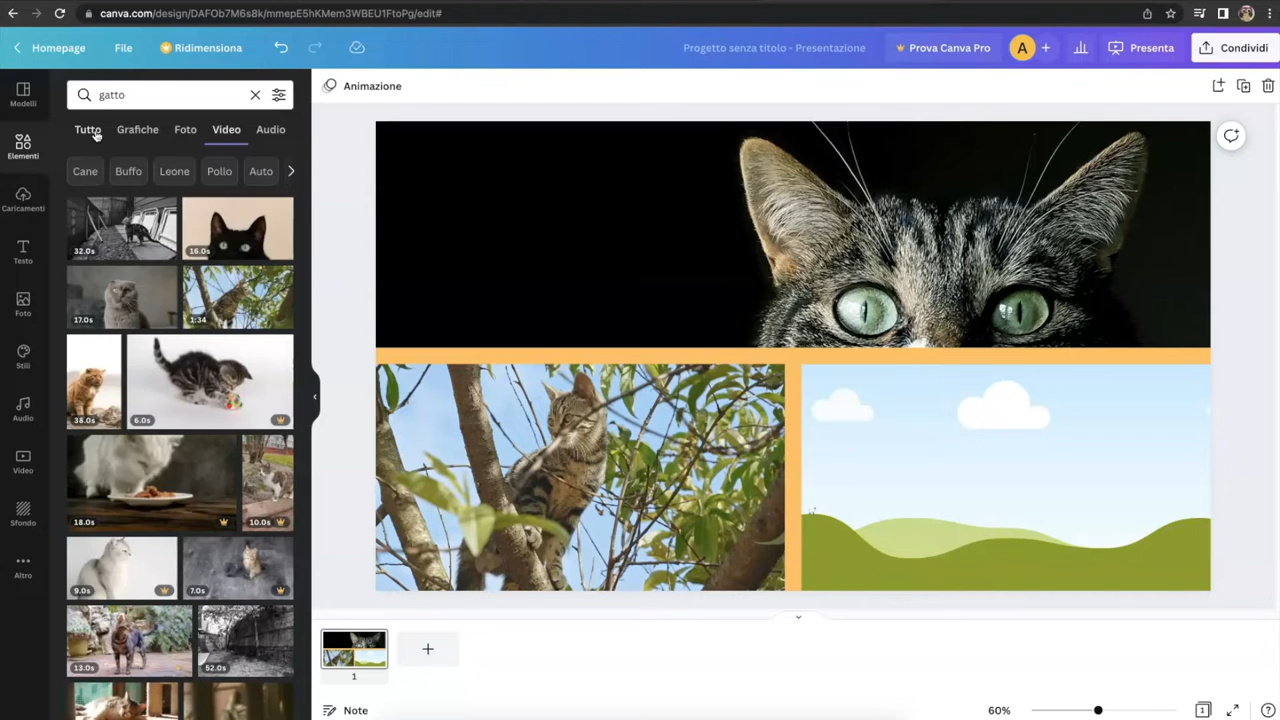 canva.com/design/DAFOb7M6s8k/mmepE5hKMem3WBEU1FtoPg/edit#
Homepage File Ridimensiona Progetto senza titolo - Presentazione Prova Canva Pro A + Presenta Condividi
Modelli
Elementi
Caricamenti
Testo
Foto
Stili
Audio
Video
Sfondo
Altro
gatto
Tutto Grafiche Foto Video Audio
Cane Buffo Leone Pollo Auto
32.0s 16.0s
17.0s 1:34
38.0s 6.0s
18.0s 10.0s
9.0s 7.0s
13.0s 52.0s
Animazione
1
Note
60%
1
?